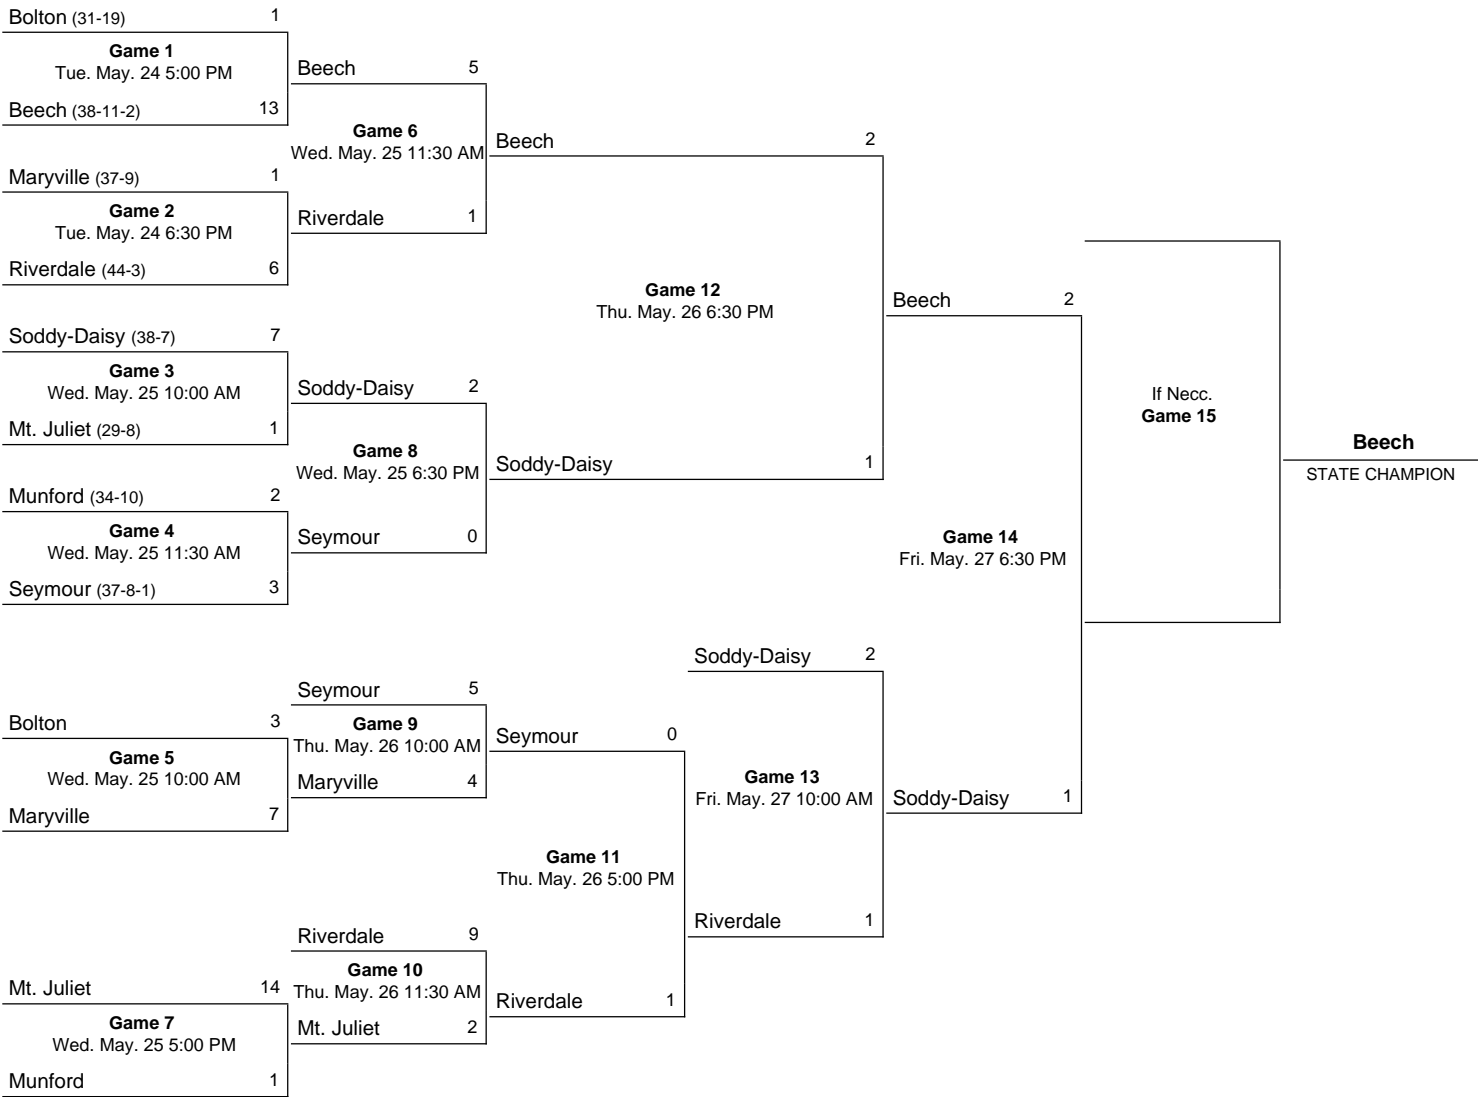 Bolton (31-19) 1
Game 1
Tue. May. 24 5:00 PM
Beech (38-11-2) 13
Maryville (37-9) 1
Game 2
Tue. May. 24 6:30 PM
Riverdale (44-3) 6
Soddy-Daisy (38-7) 7
Game 3
Wed. May. 25 10:00 AM
Mt. Juliet (29-8) 1
Munford (34-10) 2
Game 4
Wed. May. 25 11:30 AM
Seymour (37-8-1) 3
Bolton 3
Game 5
Wed. May. 25 10:00 AM
Maryville 7
Mt. Juliet 14
Game 7
Wed. May. 25 5:00 PM
Munford 1
Beech 5
Game 6
Wed. May. 25 11:30 AM
Riverdale 1
Soddy-Daisy 2
Game 8
Wed. May. 25 6:30 PM
Seymour 0
Seymour 5
Game 9
Thu. May. 26 10:00 AM
Maryville 4
Riverdale 9
Game 10
Thu. May. 26 11:30 AM
Mt. Juliet 2
Beech 2
Game 12
Thu. May. 26 6:30 PM
Soddy-Daisy 1
Seymour 0
Game 11
Thu. May. 26 5:00 PM
Riverdale 1
Soddy-Daisy 2
Game 13
Fri. May. 27 10:00 AM
Riverdale 1
Beech 2
Game 14
Fri. May. 27 6:30 PM
Soddy-Daisy 1
If Necc.
Game 15
Beech
STATE CHAMPION